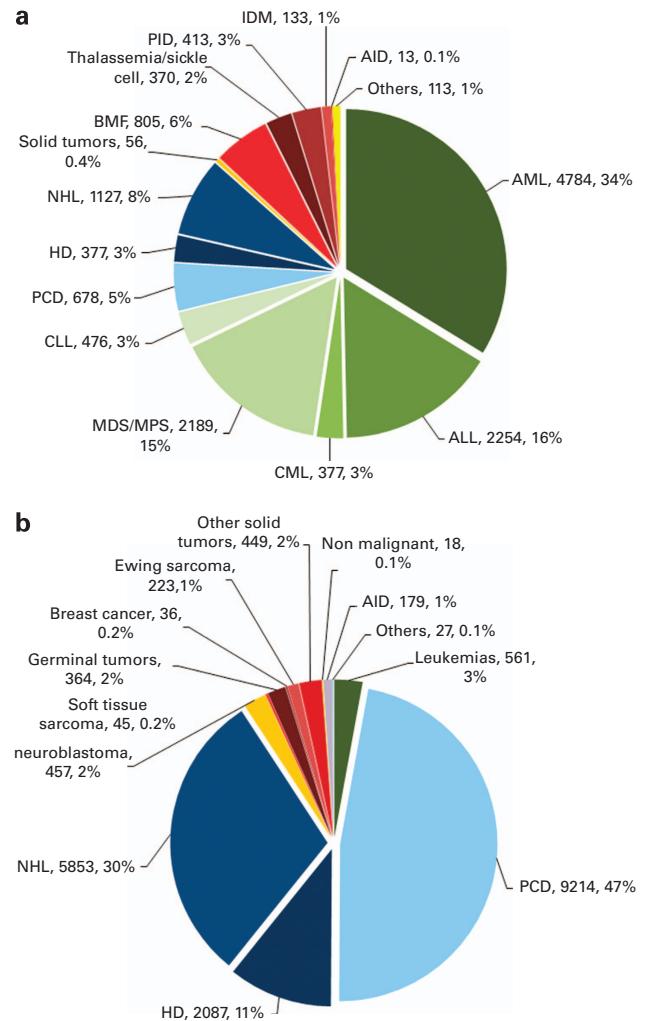 a
IDM, 133, 1%
PID, 413, 3%
Thalassemia/sickle
cell, 370, 2%
AID, 13, 0.1%
Others, 113, 1%
BMF, 805, 6%
Solid tumors, 56,
0.4%
AML, 4784, 34%
NHL, 1127, 8%
HD, 377, 3%
PCD, 678, 5%
CLL, 476, 3%
MDS/MPS, 2189,
15%
ALL, 2254, 16%
CML, 377, 3%
b
Other solid
tumors, 449, 2%
Non malignant, 18,
0.1%
Ewing sarcoma,
223,1%
AID, 179, 1%
Breast cancer, 36,
0.2%
Others, 27, 0.1%
Germinal tumors,
364, 2%
Leukemias, 561,
3%
Soft tissue
sarcoma, 45, 0.2%
neuroblastoma,
457, 2%
NHL, 5853, 30%
PCD, 9214, 47%
HD, 2087, 11%